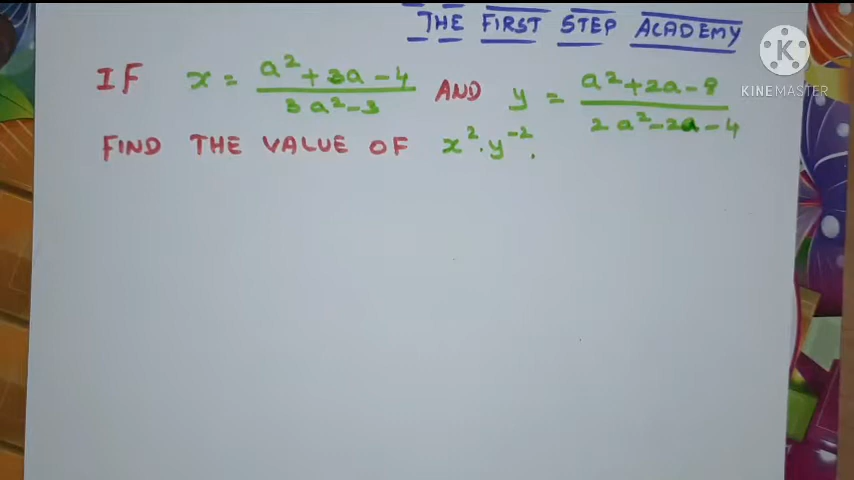 THE FIRST STEP ACADEMY
KINEMASTER
IF x = (a²+3a-4)/(3a²-3) AND y = (a²+2a-8)/(2a²-2a-4)
FIND THE VALUE OF x².y⁻².